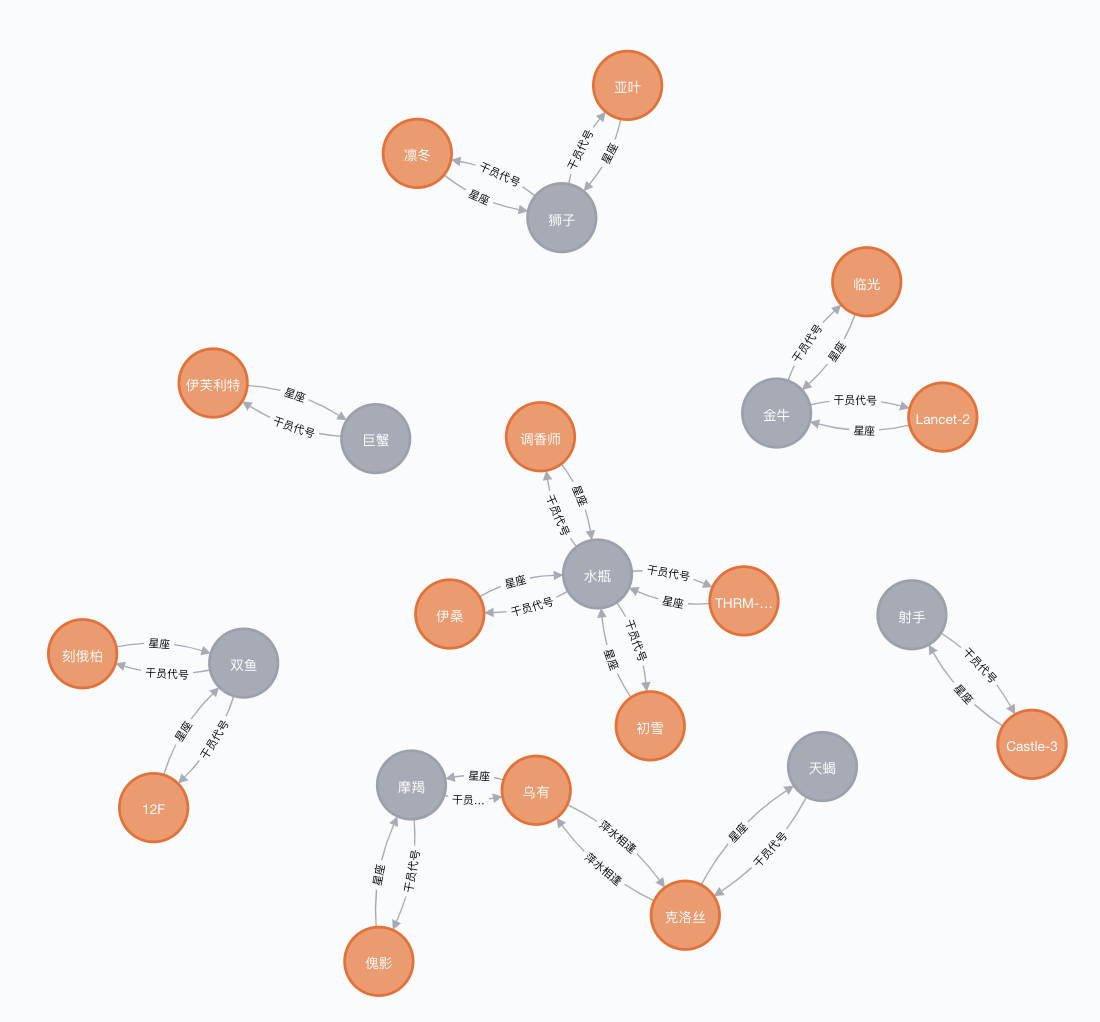 亚叶
干员代号
星座
凛冬
干员代号
星座
狮子
临光
干员代号
星座
金牛
干员代号
星座
Lancet-2
伊芙利特
星座
干员代号
巨蟹
调香师
星座
干员代号
水瓶
星座
干员代号
伊桑
干员代号
星座
THRM-...
干员代号
星座
初雪
射手
干员代号
星座
Castle-3
刻俄柏
星座
干员代号
双鱼
星座
干员代号
12F
摩羯
星座
干员...
乌有
星座
干员代号
傀影
萍水相逢
萍水相逢
克洛丝
星座
干员代号
天蝎